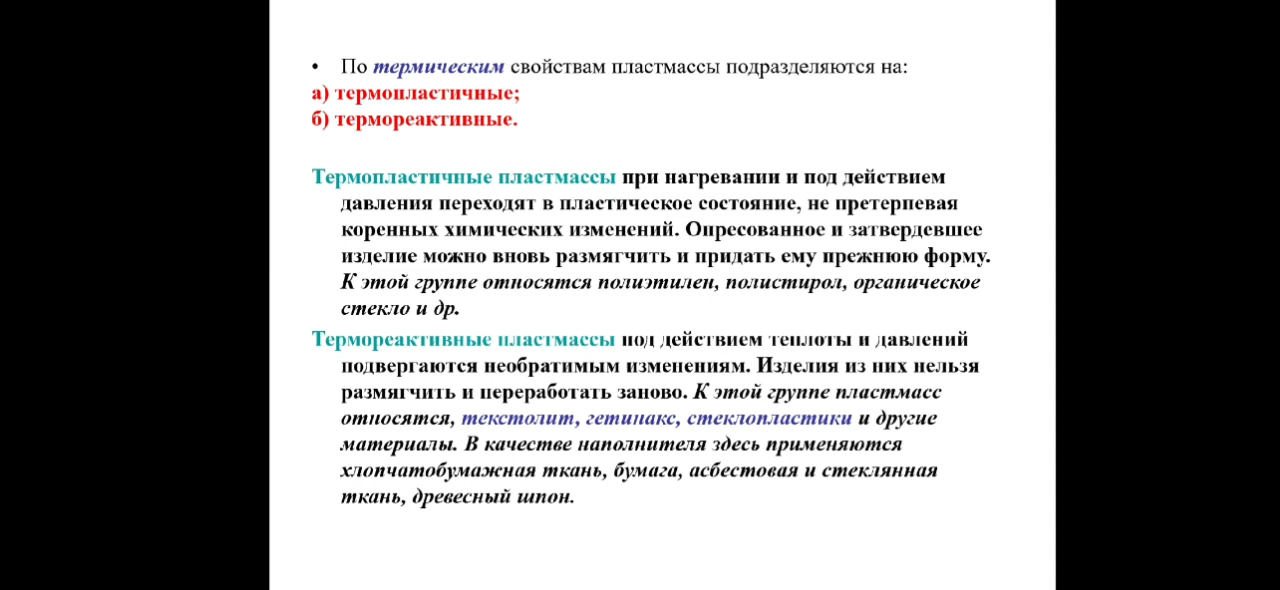 • По термическим свойствам пластмассы подразделяются на:
а) термопластичные;
б) термореактивные.
Термопластичные пластмассы при нагревании и под действием
давления переходят в пластическое состояние, не претерпевая
коренных химических изменений. Опресованное и затвердевшее
изделие можно вновь размягчить и придать ему прежнюю форму.
К этой группе относятся полиэтилен, полистирол, органическое
стекло и др.
Термореактивные пластмассы под действием теплоты и давлений
подвергаются необратимым изменениям. Изделия из них нельзя
размягчить и переработать заново. К этой группе пластмасс
относятся, текстолит, гетинакс, стеклопластики и другие
материалы. В качестве наполнителя здесь применяются
хлопчатобумажная ткань, бумага, асбестовая и стеклянная
ткань, древесный шпон.